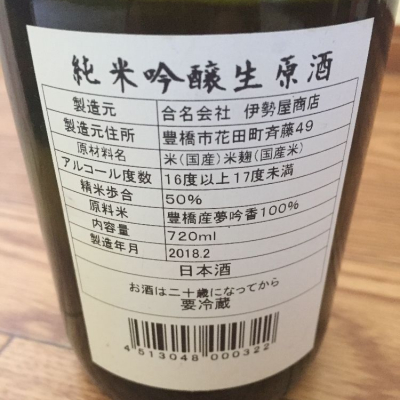 純米吟醸生原酒
製造元 合名会社 伊勢屋商店
製造元住所 豊橋市花田町斉藤49
原材料名 米(国産)米麹(国産米)
アルコール度数 16度以上17度未満
精米歩合 50%
原料米 豊橋産夢吟香100%
内容量 720ml
製造年月 2018.2
日本酒
お酒は二十歳になってから
要冷蔵
4 513048 000322